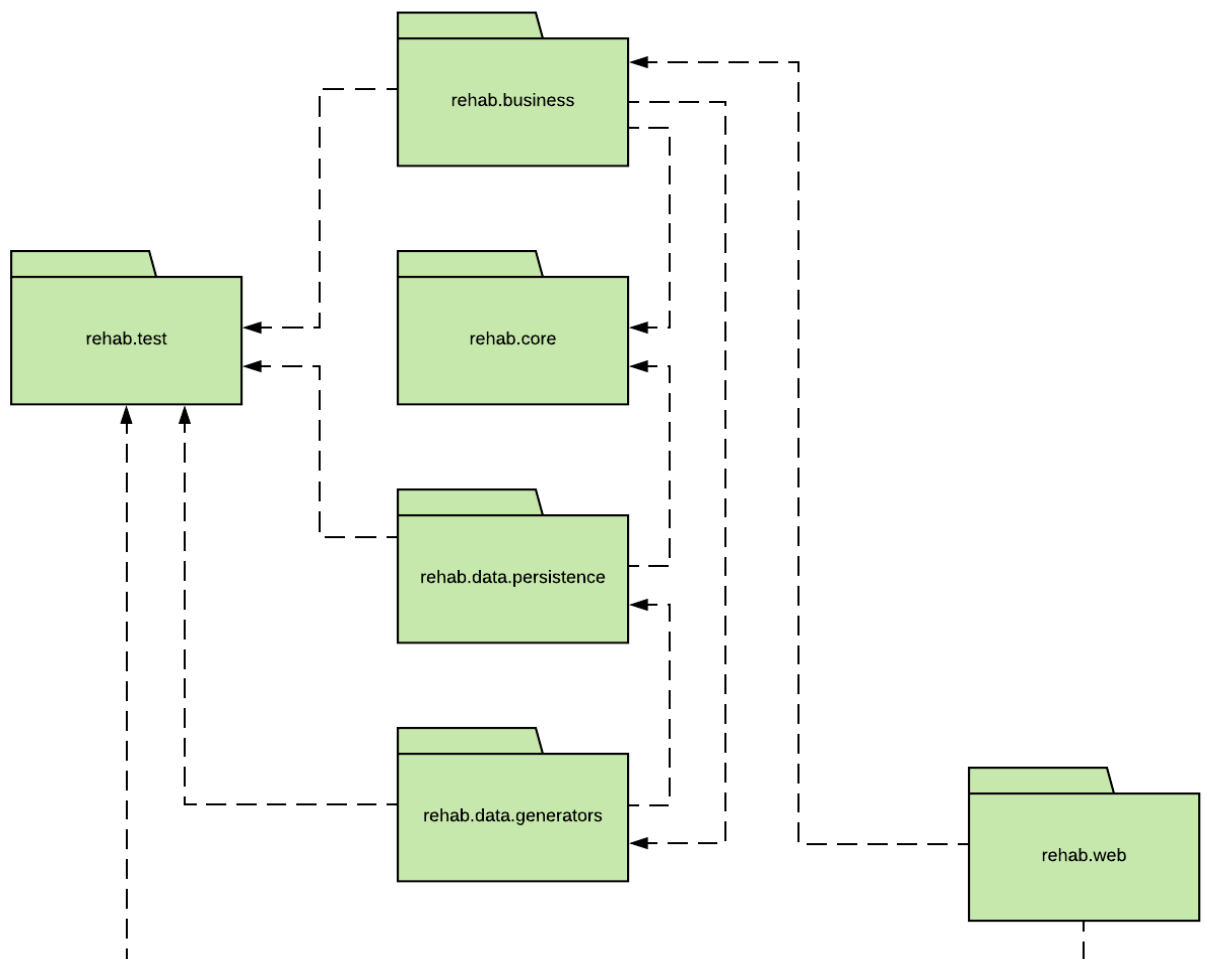 rehab.business
rehab.test
rehab.core
rehab.data.persistence
rehab.data.generators
rehab.web